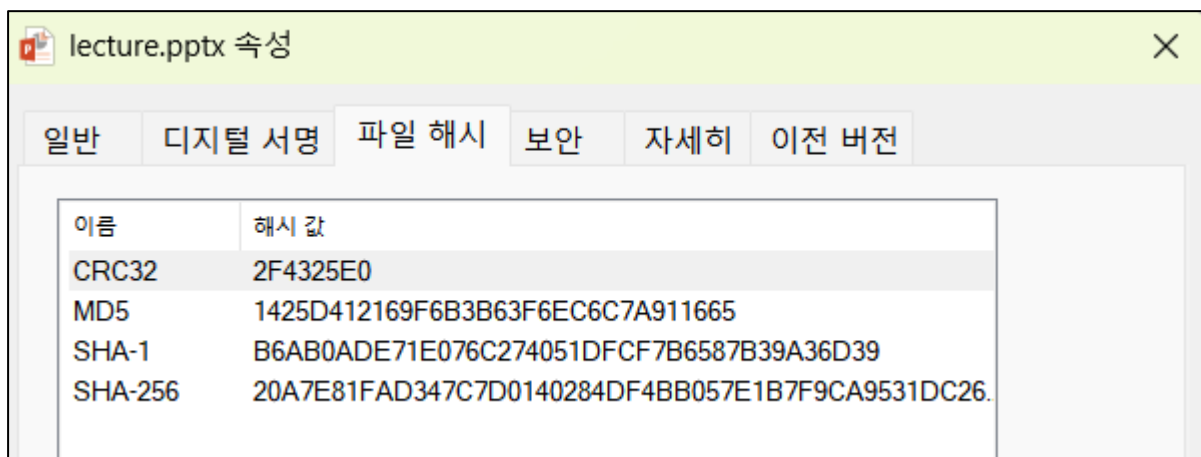 lecture.pptx 속성
일반 디지털 서명 파일 해시 보안 자세히 이전 버전
이름 해시 값
CRC32 2F4325E0
MD5 1425D412169F6B3B63F6EC6C7A911665
SHA-1 B6AB0ADE71E076C274051DFCF7B6587B39A36D39
SHA-256 20A7E81FAD347C7D0140284DF4BB057E1B7F9CA9531DC26..